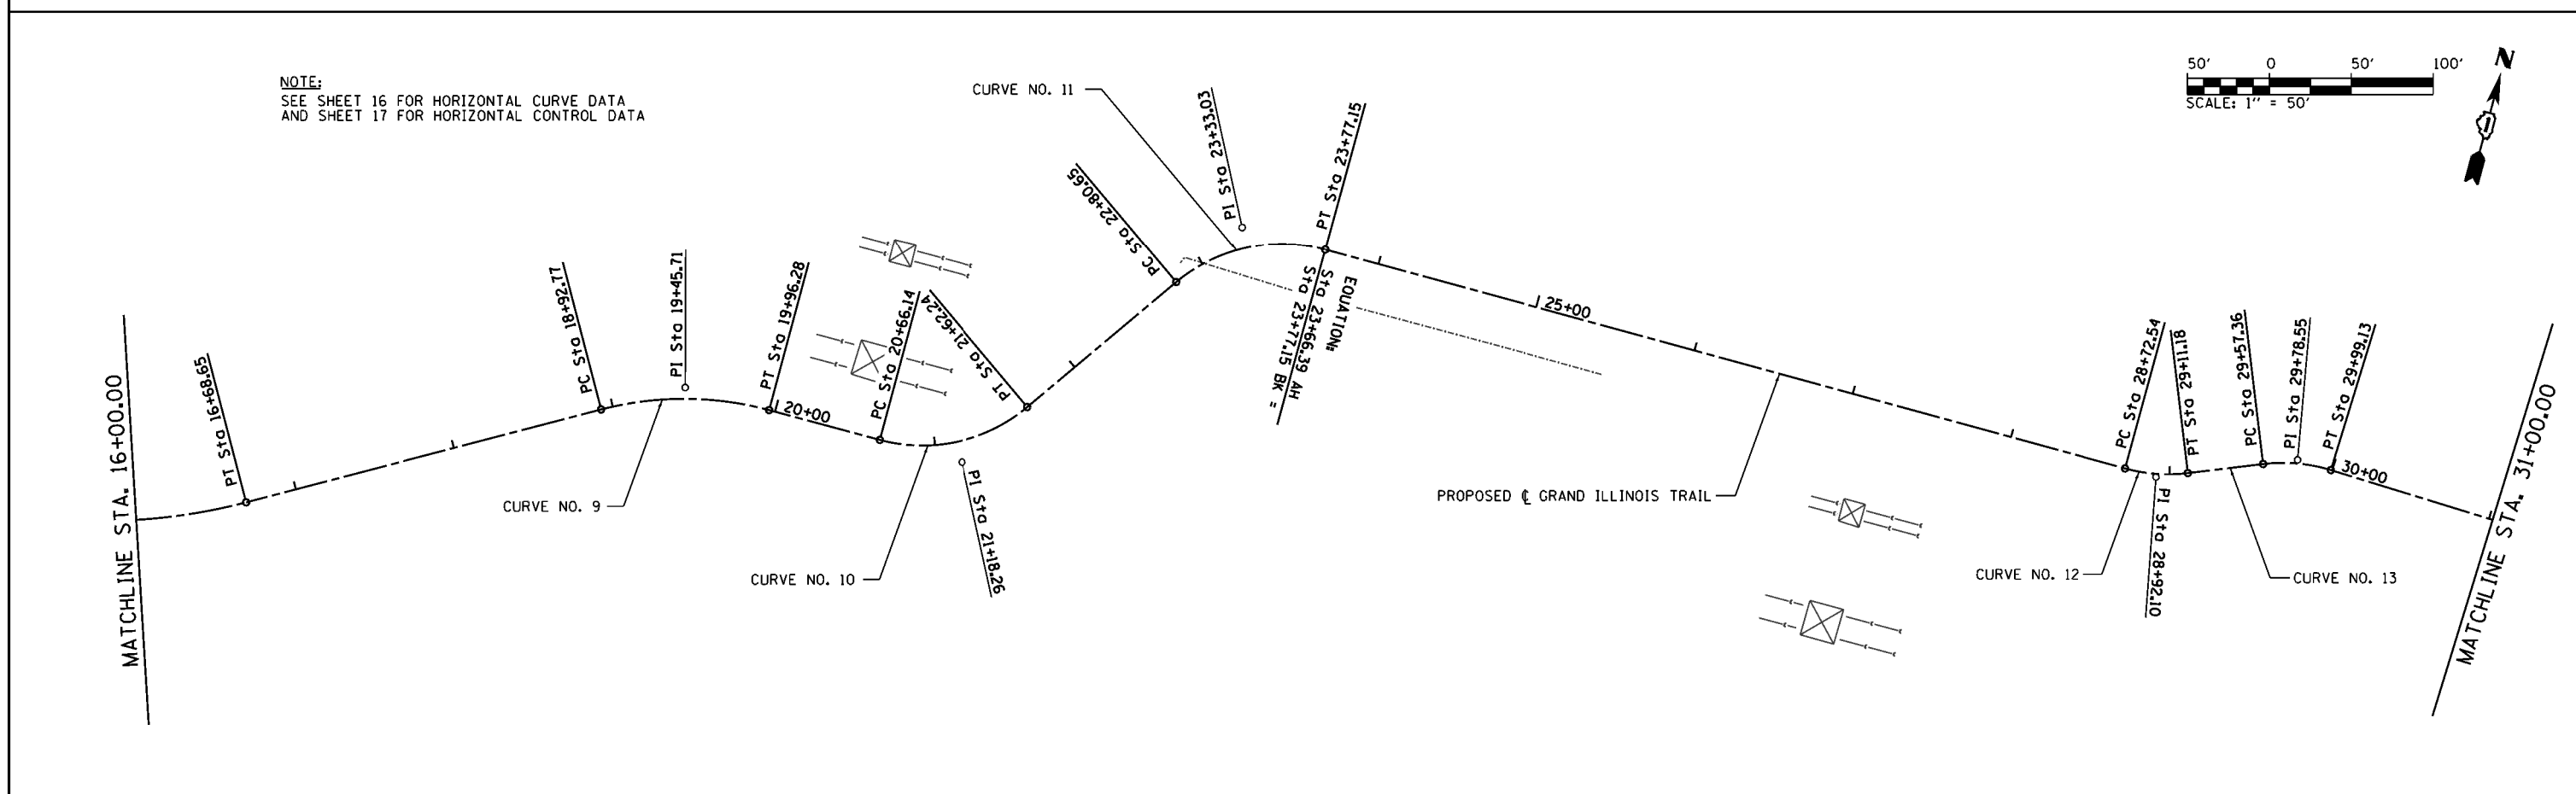 NOTE:
SEE SHEET 16 FOR HORIZONTAL CURVE DATA
AND SHEET 17 FOR HORIZONTAL CONTROL DATA
50' 0 50' 100'
SCALE: 1" = 50'
N
MATCHLINE STA. 16+00.00
PT Sta 16+68.65
PC Sta 18+92.77
PI Sta 19+45.71
PT Sta 19+96.28
20+00
CURVE NO. 9
PC Sta 20+66.14
PT Sta 21+62.24
PI Sta 21+18.26
CURVE NO. 10
PC Sta 22+80.65
CURVE NO. 11
PI Sta 23+33.03
PT Sta 23+77.15
EQUATION:
Sta 23+77.15 BK =
Sta 23+66.39 AH
25+00
PROPOSED ℄ GRAND ILLINOIS TRAIL
PC Sta 28+72.54
PT Sta 29+11.18
PI Sta 28+92.10
CURVE NO. 12
PC Sta 29+57.36
PI Sta 29+78.55
PT Sta 29+99.13
30+00
CURVE NO. 13
MATCHLINE STA. 31+00.00